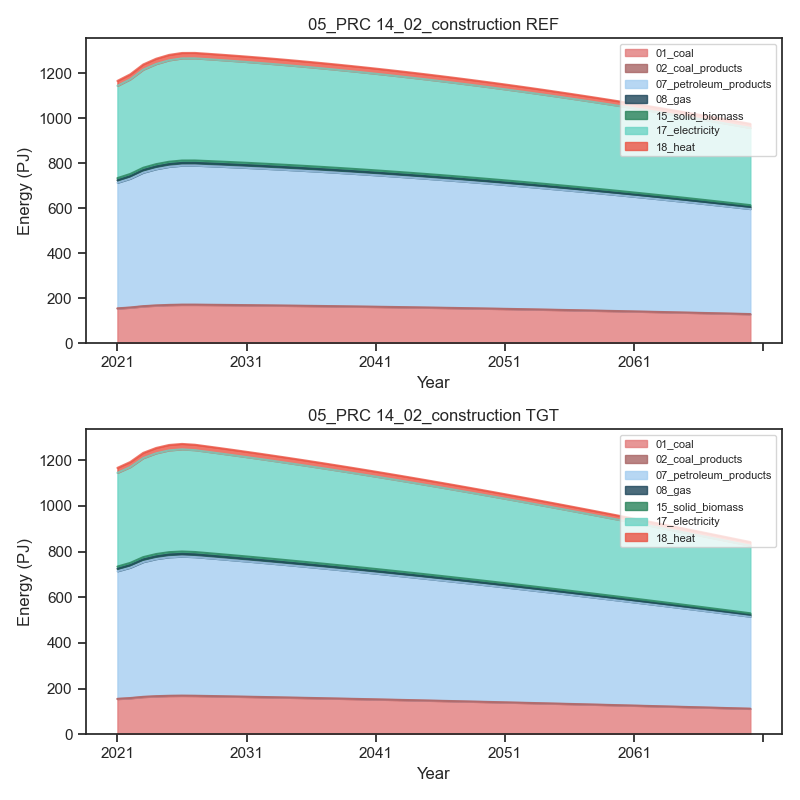 05_PRC 14_02_construction REF
Energy (PJ)
1200
1000
800
600
400
200
0
01_coal
02_coal_products
07_petroleum_products
08_gas
15_solid_biomass
17_electricity
18_heat
2021 2031 2041 2051 2061
Year
05_PRC 14_02_construction TGT
Energy (PJ)
1200
1000
800
600
400
200
0
01_coal
02_coal_products
07_petroleum_products
08_gas
15_solid_biomass
17_electricity
18_heat
2021 2031 2041 2051 2061
Year